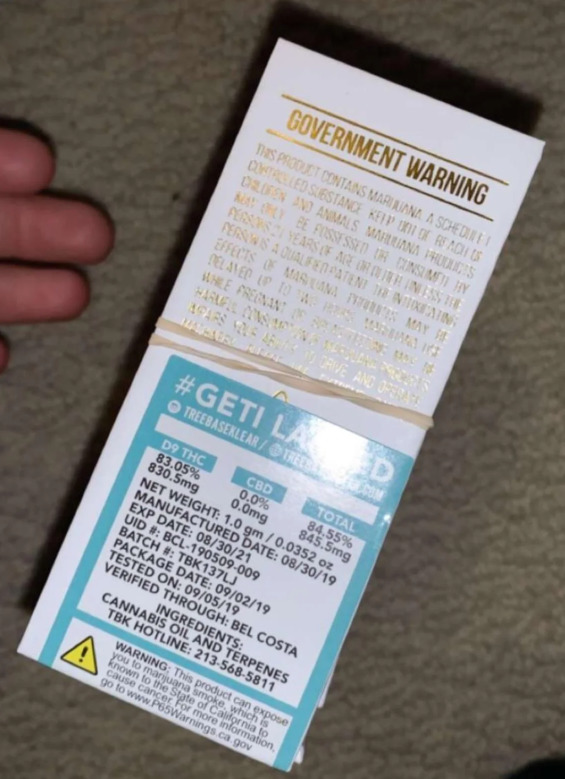 GOVERNMENT WARNING
THIS PRODUCT CONTAINS MARIJUANA, A SCHEDULE I
CONTROLLED SUBSTANCE. KEEP OUT OF REACH OF
CHILDREN AND ANIMALS. MARIJUANA PRODUCTS
MAY ONLY BE POSSESSED OR CONSUMED BY
PERSONS 21 YEARS OF AGE OR OLDER UNLESS THE
PERSON IS A QUALIFIED PATIENT. THE INTOXICATING
EFFECTS OF MARIJUANA PRODUCTS MAY BE
DELAYED UP TO TWO HOURS. MARIJUANA USE
WHILE PREGNANT OR
HARMFUL. CONSUMPTION OF MARIJUANA PRODUCTS
YOUR ABILITY TO DRIVE AND OPERATE
#GETI
TREEBASEKLEAR /
D9 THC CBD TOTAL
83.05% 0.0% 84.55%
830.5mg 0.0mg 845.5mg
NET WEIGHT: 1.0 gm / 0.0352 oz
MANUFACTURED DATE: 08/30/19
EXP DATE: 08/30/21
UID #: BCL-190509-009
BATCH #: TBK137LJ
PACKAGE DATE: 09/02/19
TESTED ON: 09/05/19
VERIFIED THROUGH: BEL COSTA
INGREDIENTS:
CANNABIS OIL AND TERPENES
TBK HOTLINE: 213-568-5811
WARNING: This product can expose
you to marijuana smoke, which is
known to the State of California to
cause cancer. For more information,
go to www.P65Warnings.ca.gov